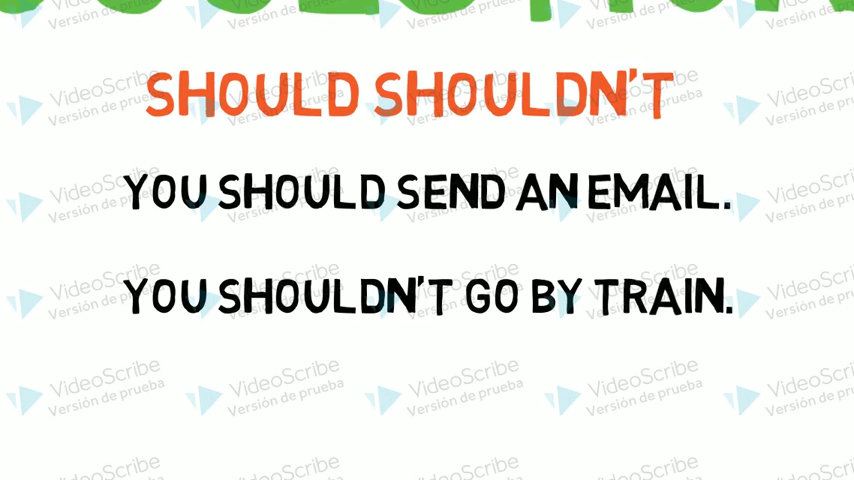 SHOULD SHOULDN'T
YOU SHOULD SEND AN EMAIL.
YOU SHOULDN'T GO BY TRAIN.
VideoScribe
Versión de prueba